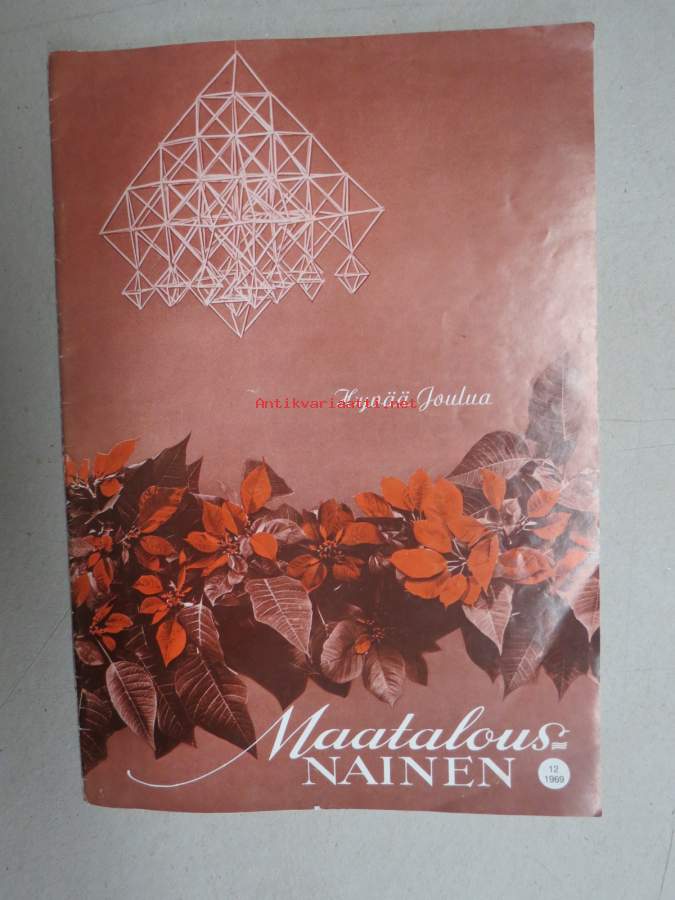 Hyvää Joulua
Antikvariaatti.net
Maatalous=
NAINEN
12
1969